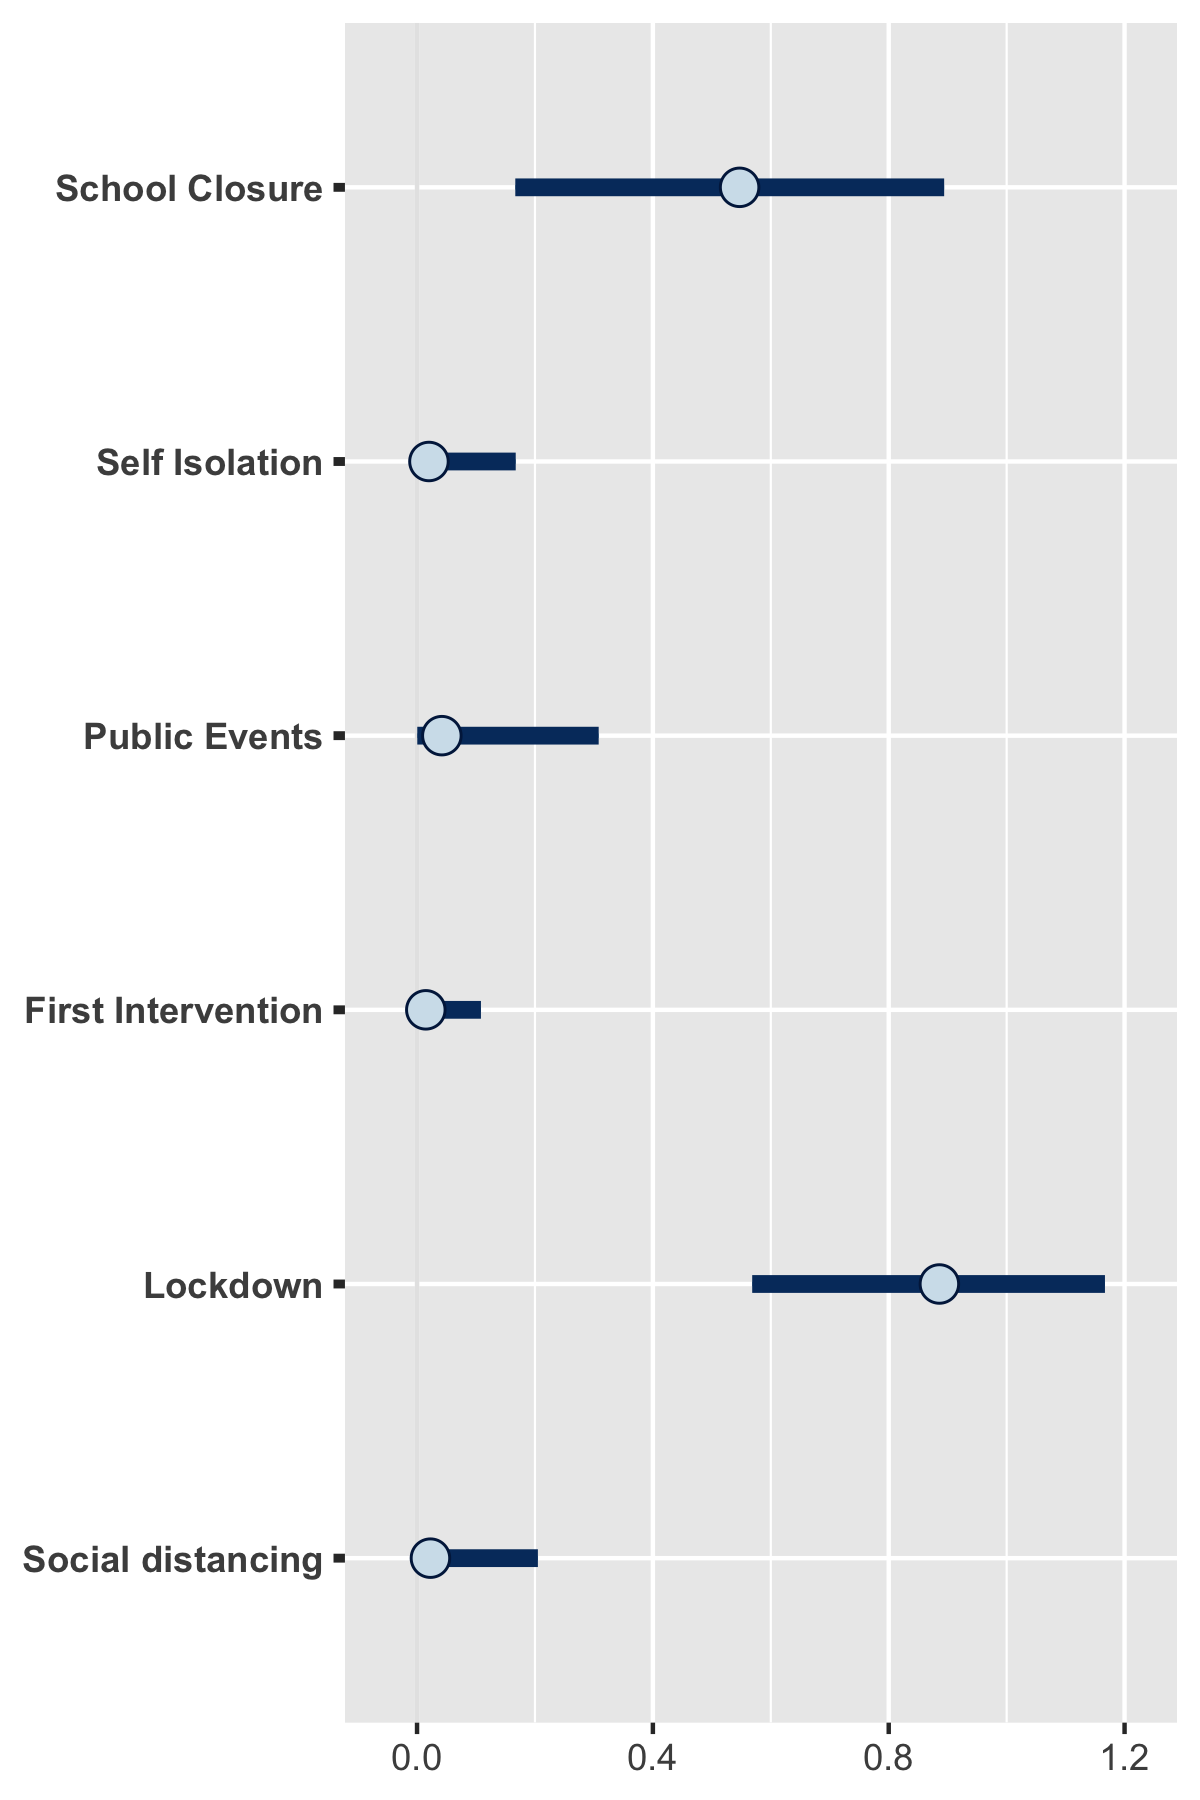 School Closure
Self Isolation
Public Events
First Intervention
Lockdown
Social distancing
0.0 0.4 0.8 1.2